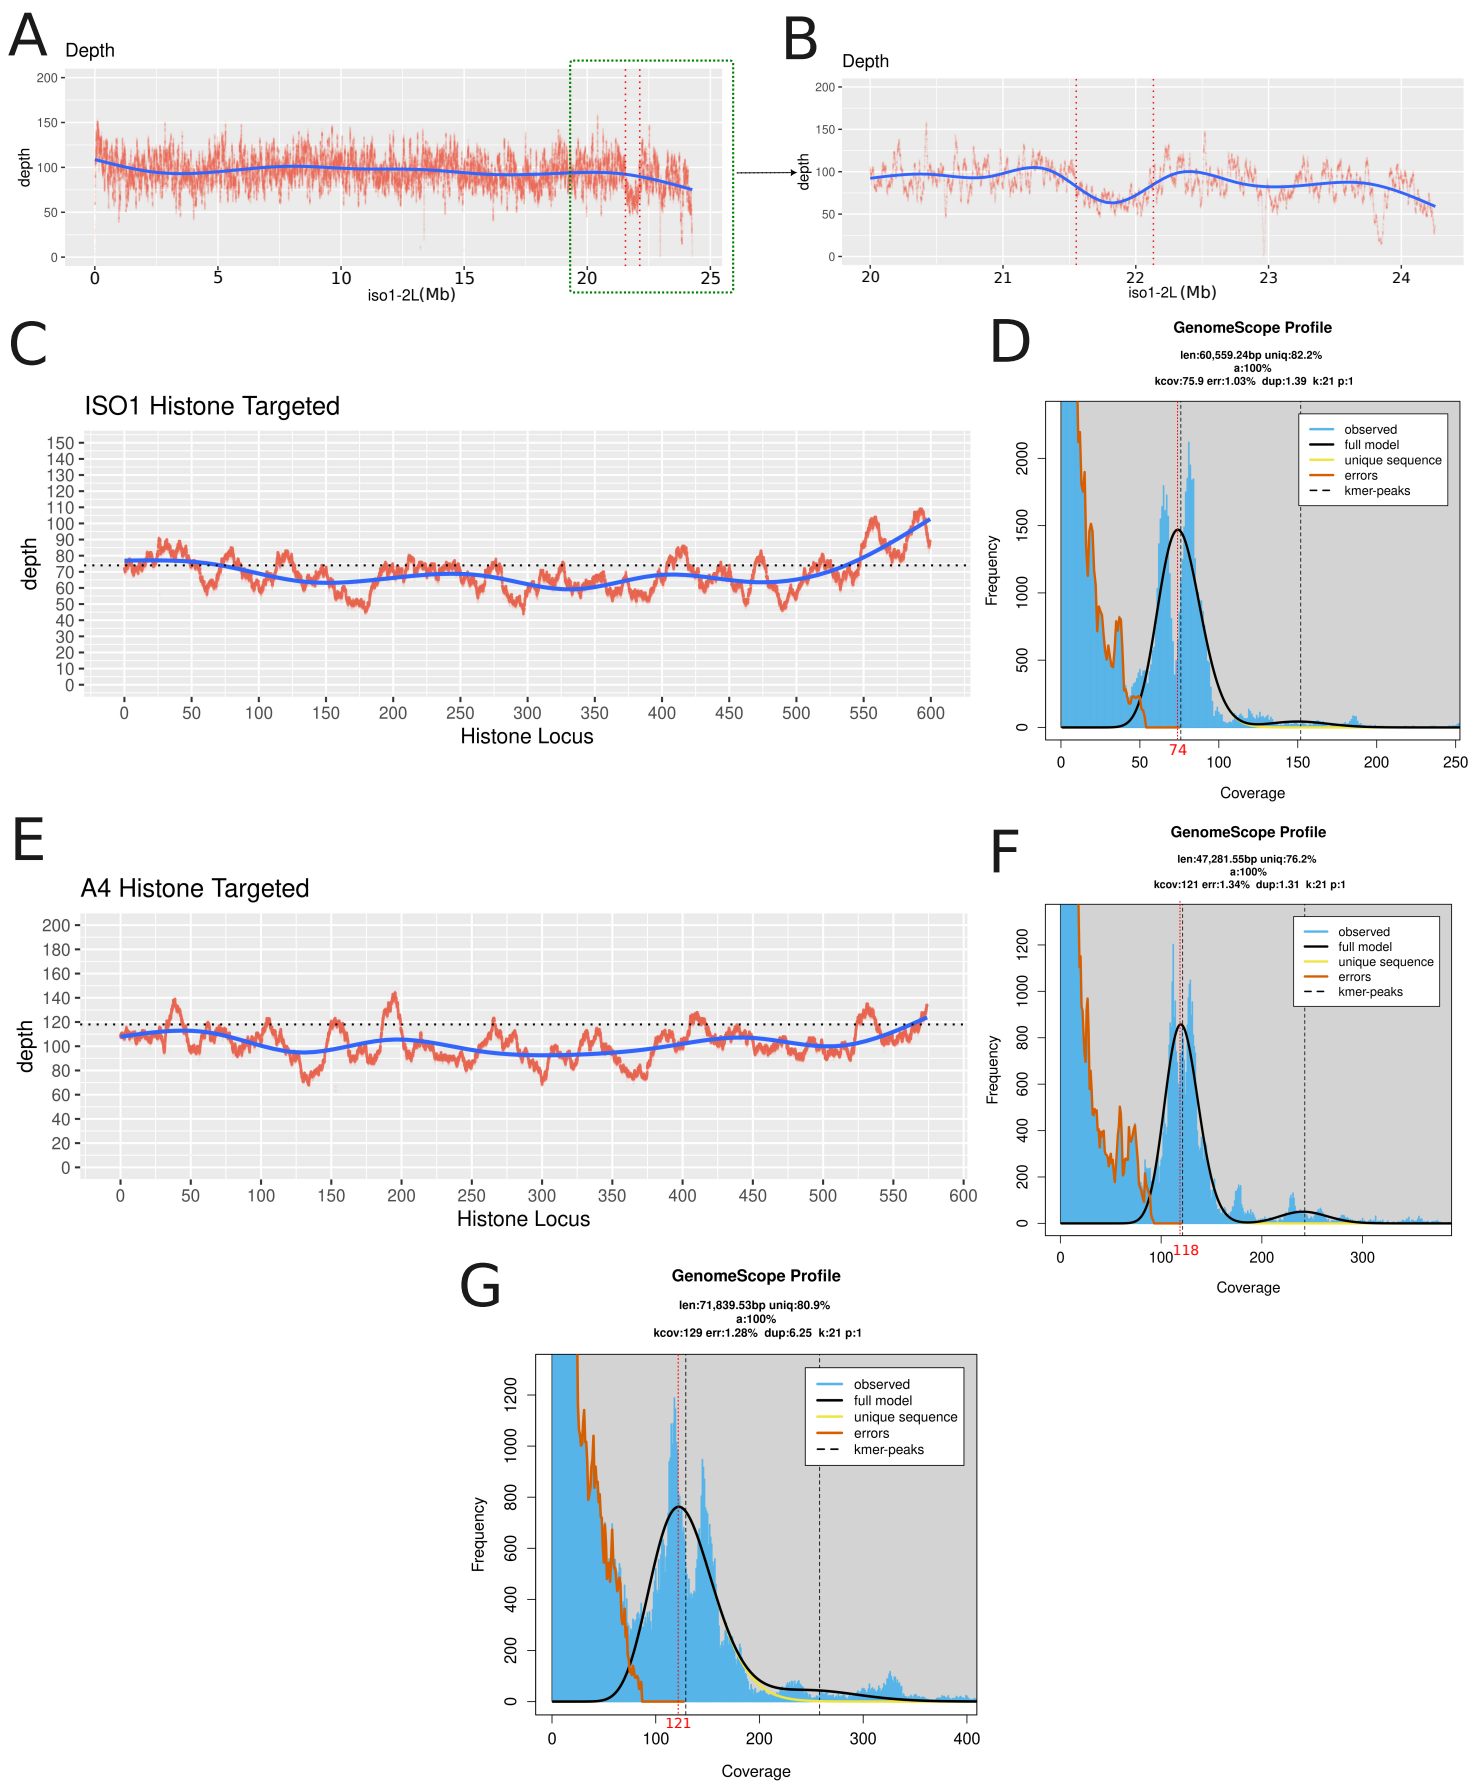 A
Depth
200
150
100
50
0
depth
0 5 10 15 20 25
iso1-2L(Mb)
B
Depth
200
150
100
50
0
depth
20 21 22 23 24
iso1-2L(Mb)
C
ISO1 Histone Targeted
150
140
130
120
110
100
90
80
70
60
50
40
30
20
10
0
depth
0 50 100 150 200 250 300 350 400 450 500 550 600
Histone Locus
D
GenomeScope Profile
len:60,559.24bp uniq:82.2%
a:100%
kcov:75.9 err:1.03% dup:1.39 k:21 p:1
observed
full model
unique sequence
errors
kmer-peaks
2000
1500
1000
500
0
Frequency
74
0 50 100 150 200 250
Coverage
E
A4 Histone Targeted
200
180
160
140
120
100
80
60
40
20
0
depth
0 50 100 150 200 250 300 350 400 450 500 550 600
Histone Locus
F
GenomeScope Profile
len:47,281.55bp uniq:76.2%
a:100%
kcov:121 err:1.34% dup:1.31 k:21 p:1
observed
full model
unique sequence
errors
kmer-peaks
1200
1000
800
600
400
200
0
Frequency
118
0 100 200 300
Coverage
G
GenomeScope Profile
len:71,839.53bp uniq:80.9%
a:100%
kcov:129 err:1.28% dup:6.25 k:21 p:1
observed
full model
unique sequence
errors
kmer-peaks
1200
1000
800
600
400
200
0
Frequency
121
0 100 200 300 400
Coverage